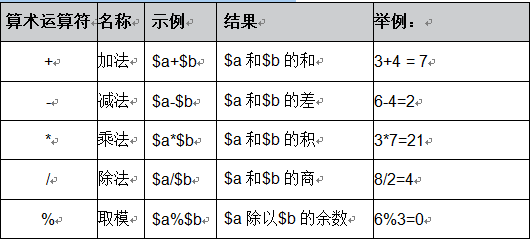 算术运算符 名称 示例 结果 举例：
+ 加法 $a+$b $a 和$b 的和 3+4 = 7
- 减法 $a-$b $a 和$b 的差 6-4=2
* 乘法 $a*$b $a 和$b 的积 3*7=21
/ 除法 $a/$b $a 和$b 的商 8/2=4
% 取模 $a%$b $a 除以$b 的余数 6%3=0